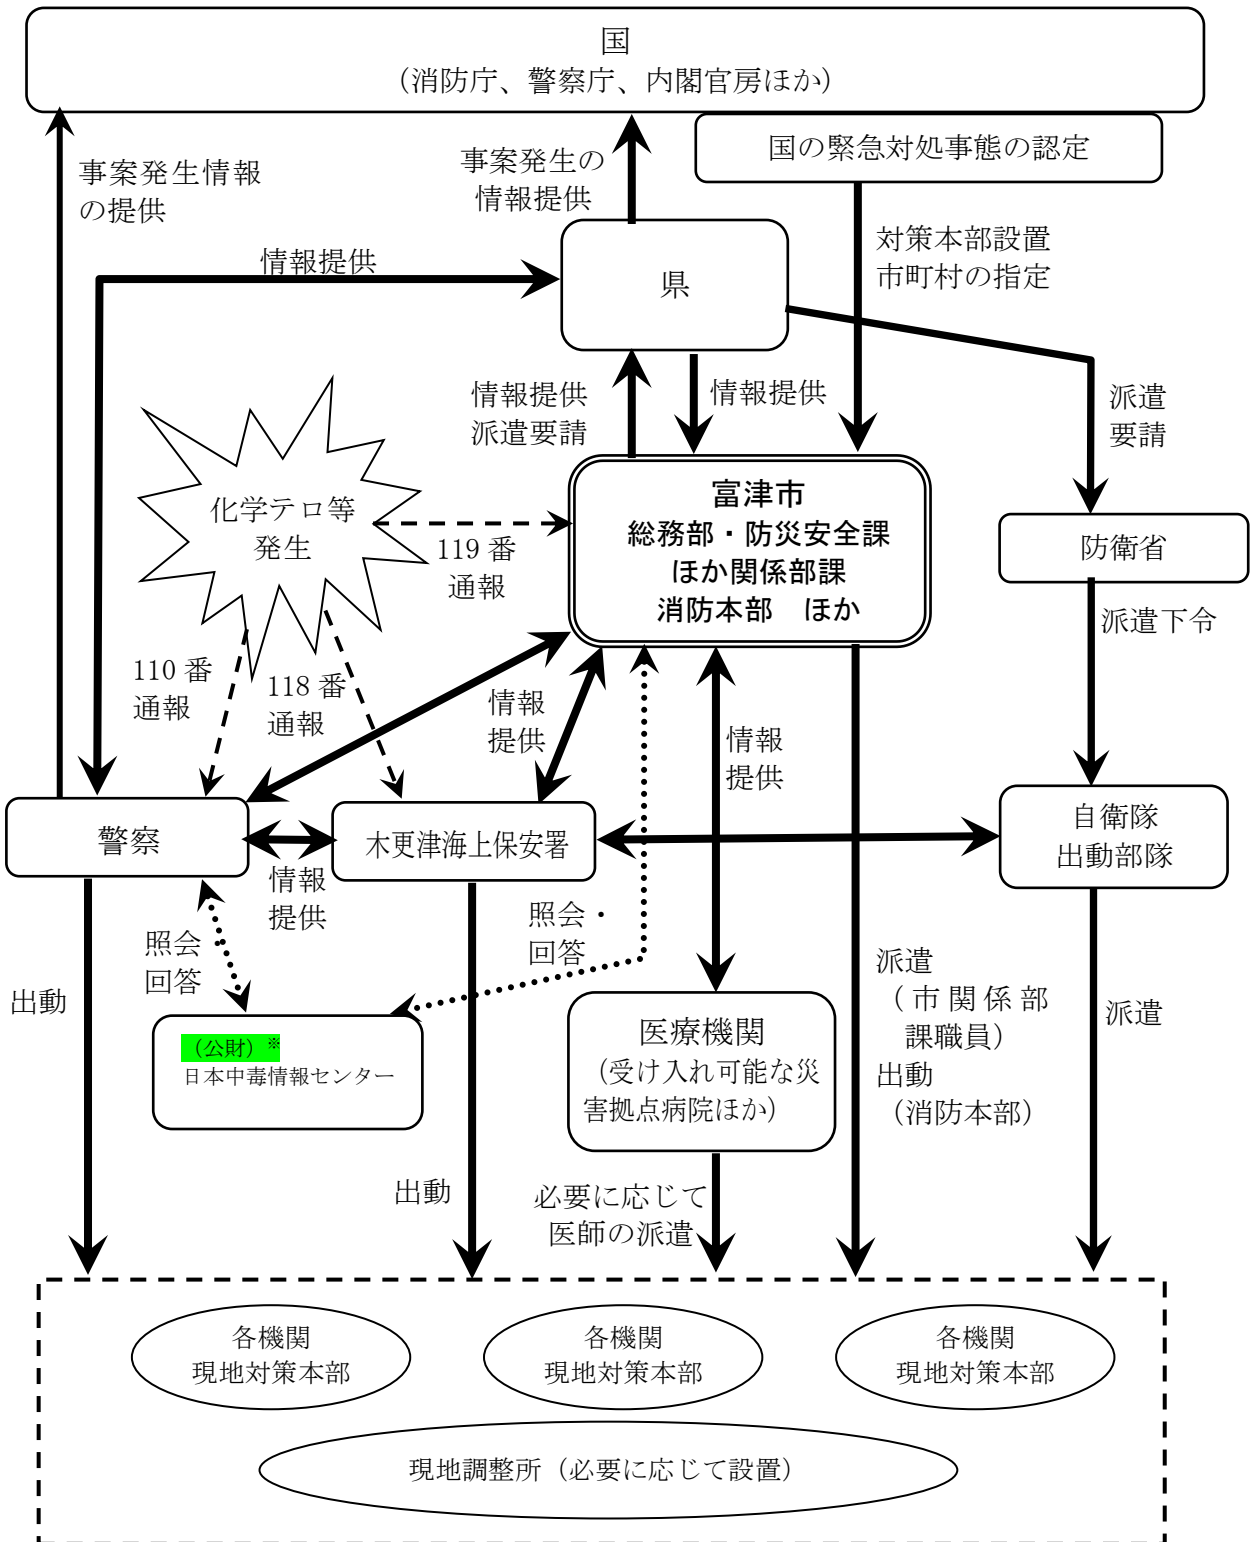 国
（消防庁、警察庁、内閣官房ほか）
国の緊急対処事態の認定
事案発生情報
の提供
事案発生の
情報提供
対策本部設置
市町村の指定
情報提供
県
情報提供
派遣要請
情報提供
派遣
要請
化学テロ等
発生
119 番
通報
富津市
総務部・防災安全課
ほか関係部課
消防本部　ほか
防衛省
派遣下令
110 番
通報
118 番
通報
情報
提供
情報
提供
警察
木更津海上保安署
自衛隊
出動部隊
情報
提供
照会・
回答
照会・
回答
出動
（公財）※
日本中毒情報センター
医療機関
（受け入れ可能な災
害拠点病院ほか）
派遣
（市関係部
課職員）
出動
（消防本部）
派遣
出動
必要に応じて
医師の派遣
各機関
現地対策本部
各機関
現地対策本部
各機関
現地対策本部
現地調整所（必要に応じて設置）